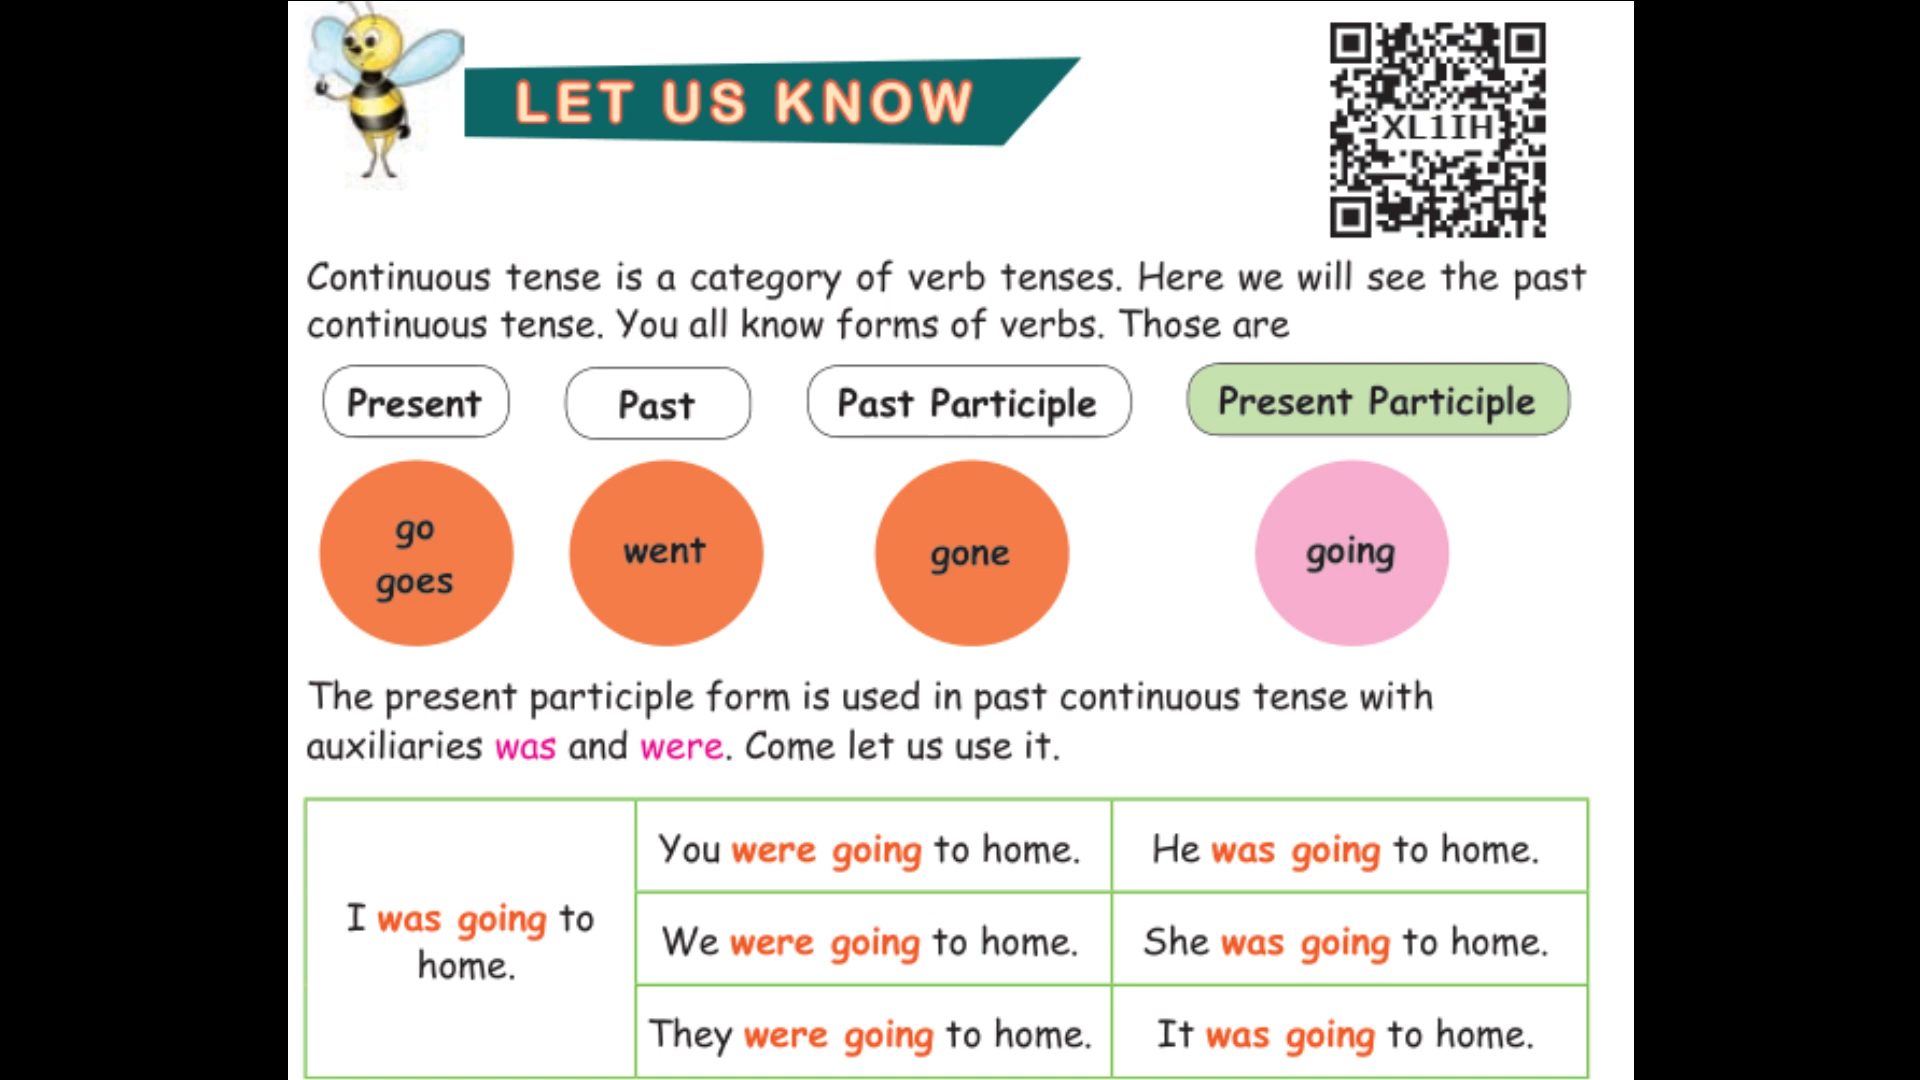 LET US KNOW
XL1IH
Continuous tense is a category of verb tenses. Here we will see the past
continuous tense. You all know forms of verbs. Those are
Present
Past
Past Participle
Present Participle
go
goes
went
gone
going
The present participle form is used in past continuous tense with
auxiliaries was and were. Come let us use it.
I was going to
home.
You were going to home.
He was going to home.
We were going to home.
She was going to home.
They were going to home.
It was going to home.